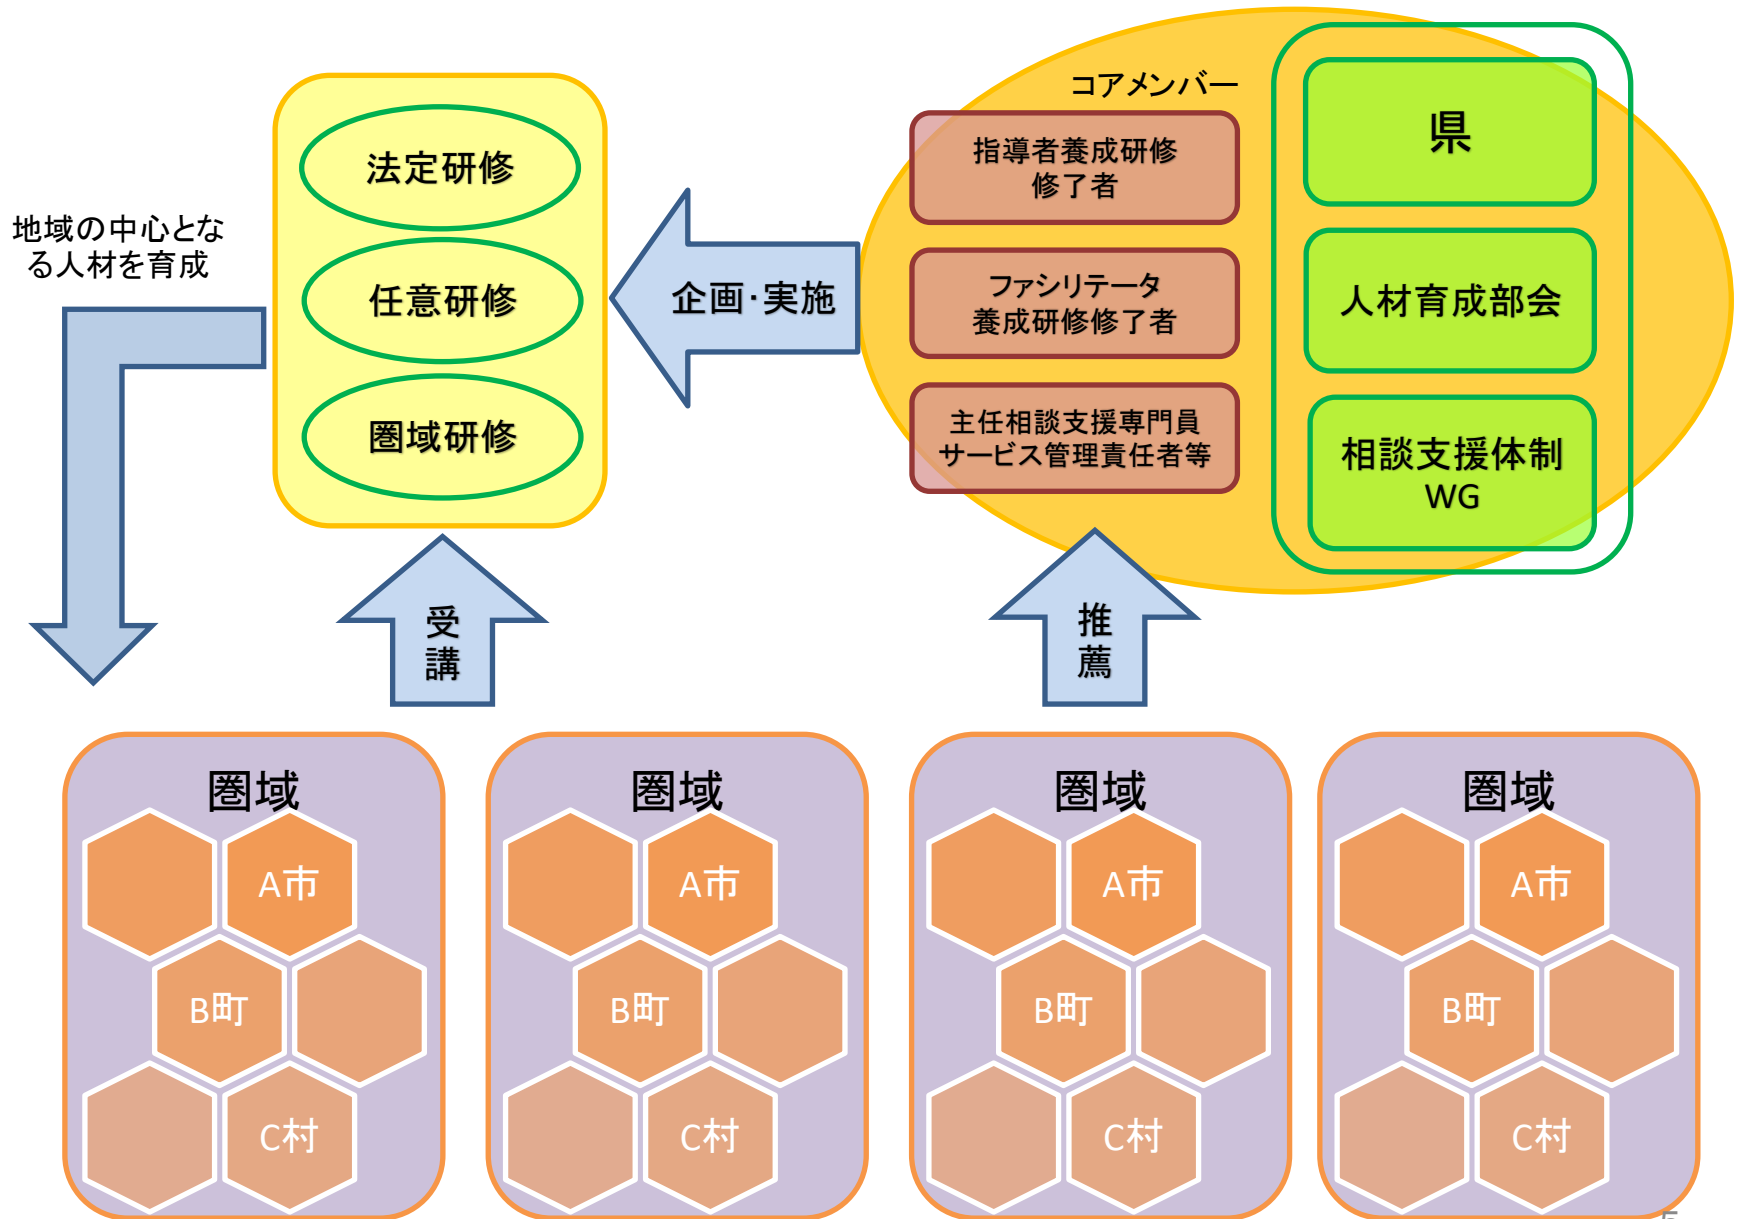 コアメンバー
県
指導者養成研修
修了者
法定研修
地域の中心とな
る人材を育成
任意研修
企画・実施
ファシリテータ
養成研修修了者
人材育成部会
圏域研修
主任相談支援専門員
サービス管理責任者等
相談支援体制
WG
受
講
推
薦
圏域
A市
B町
C村
圏域
A市
B町
C村
圏域
A市
B町
C村
圏域
A市
B町
C村